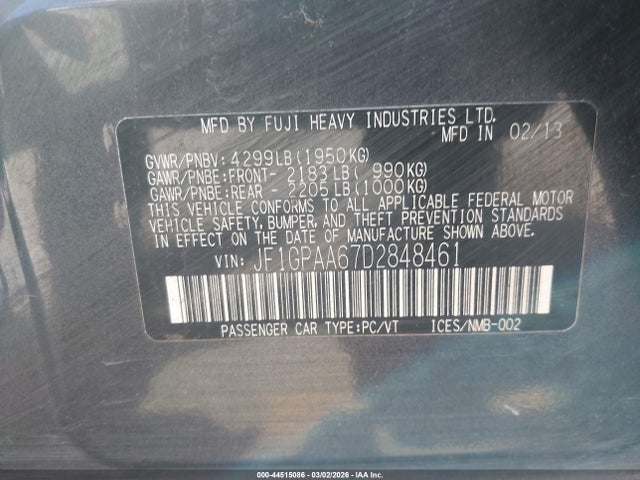 MFD BY FUJI HEAVY INDUSTRIES LTD.
MFD IN 02/13
GVWR/PNBV: 4299LB(1950KG)
GAWR/PNBE:FRONT- 2183LB( 990KG)
GAWR/PNBE:REAR - 2205LB(1000KG)
THIS VEHICLE CONFORMS TO ALL APPLICABLE FEDERAL MOTOR
VEHICLE SAFETY, BUMPER, AND THEFT PREVENTION STANDARDS
IN EFFECT ON THE DATE OF MANUFACTURE SHOWN ABOVE.
VIN: JF1GPAA67D2848461
PASSENGER CAR TYPE:PC/VT ICES/NMB-002
000-44515086 - 03/02/2026 - IAA Inc.